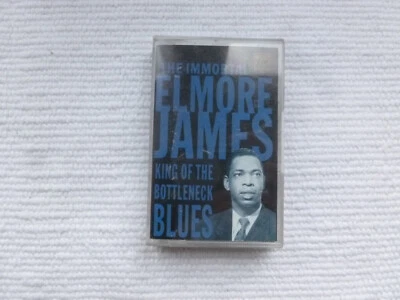 THE IMMORTAL
ELMORE
JAMES
KING OF THE
BOTTLENECK
BLUES